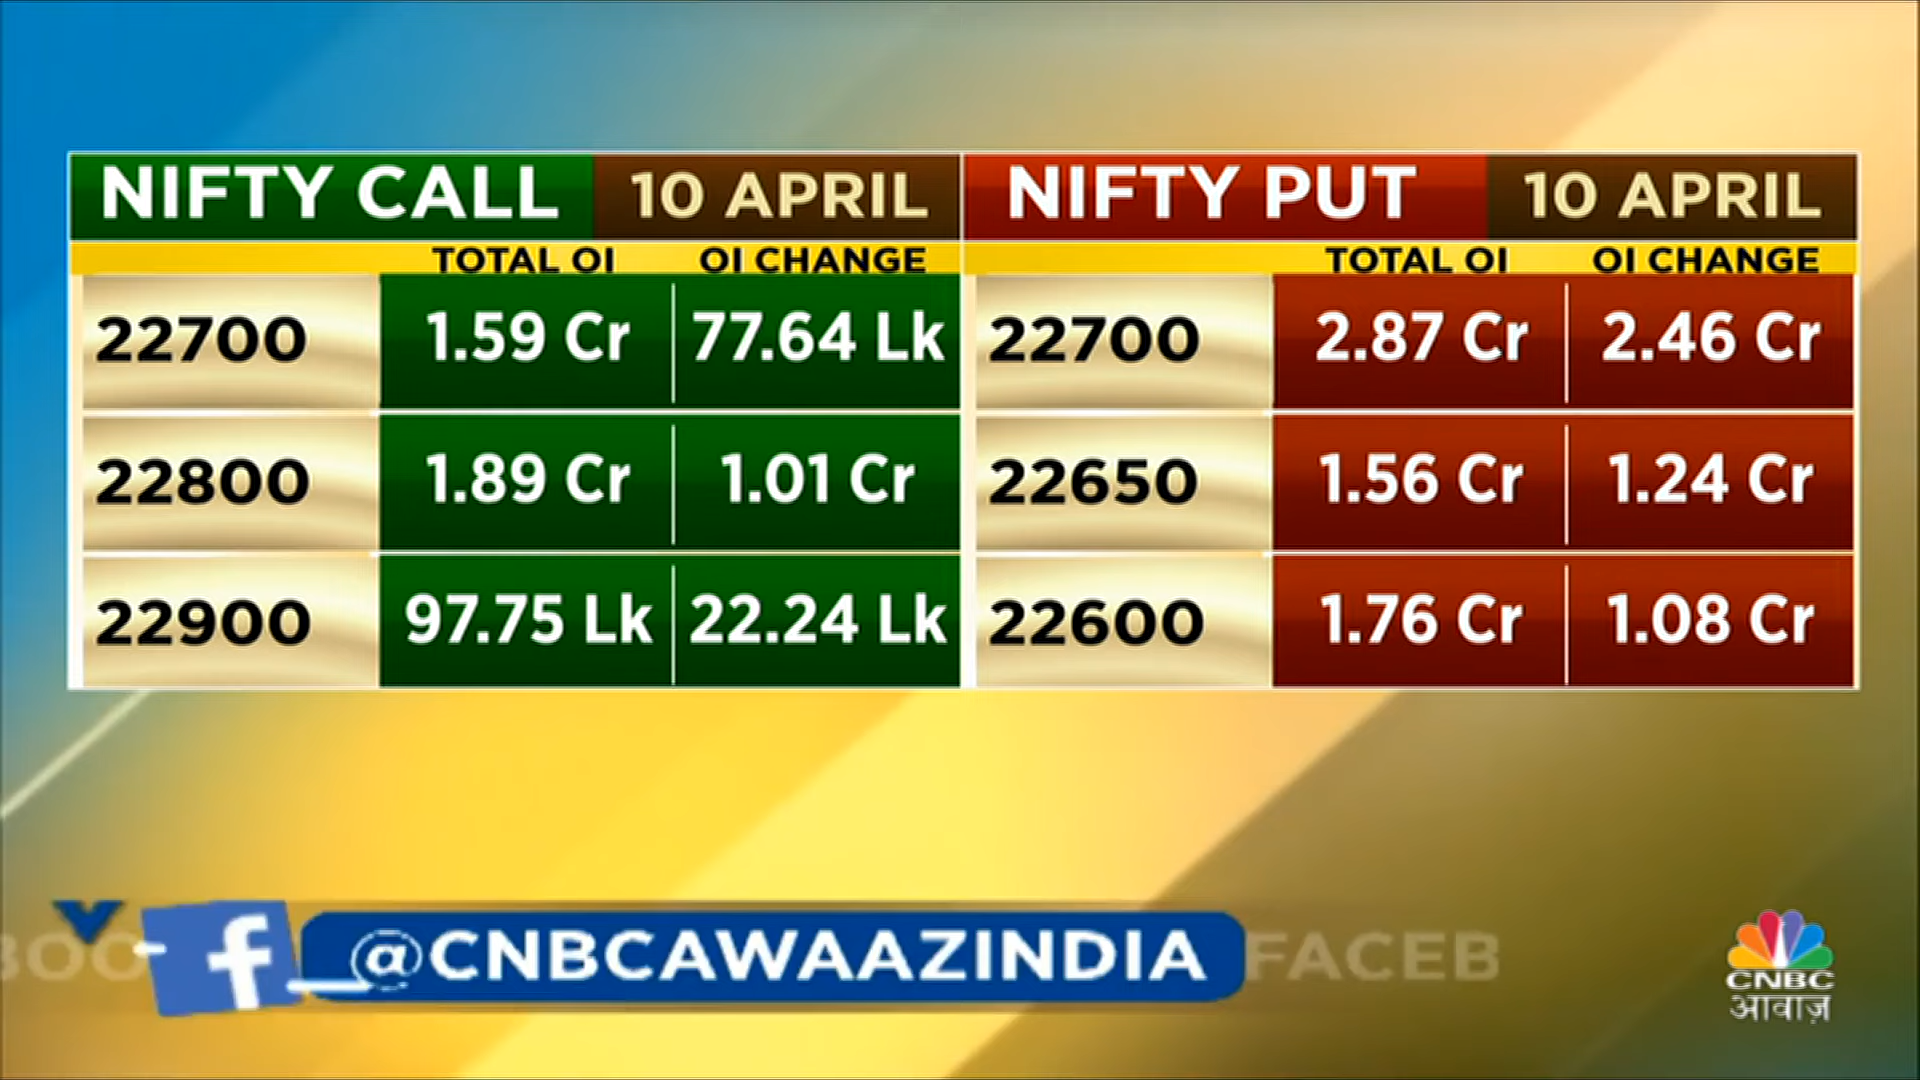 NIFTY CALL 10 APRIL NIFTY PUT 10 APRIL
TOTAL OI OI CHANGE TOTAL OI OI CHANGE
22700 1.59 Cr 77.64 Lk 22700 2.87 Cr 2.46 Cr
22800 1.89 Cr 1.01 Cr 22650 1.56 Cr 1.24 Cr
22900 97.75 Lk 22.24 Lk 22600 1.76 Cr 1.08 Cr
BOO f @CNBCAWAAZINDIA FACEB
CNBC
आवाज़